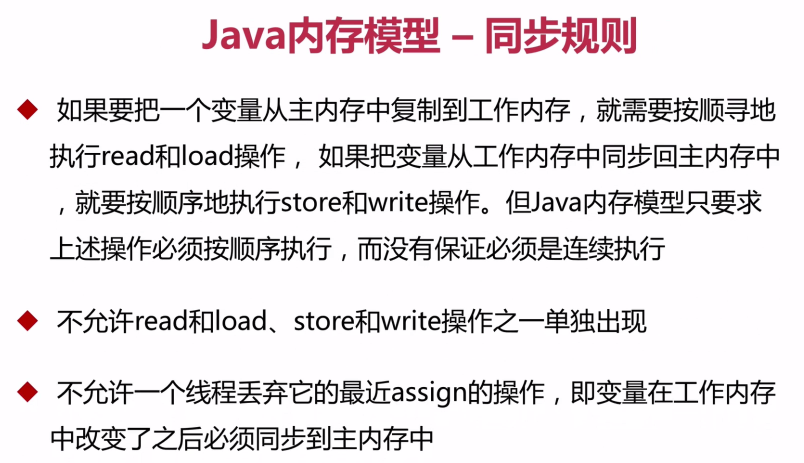 Java内存模型 – 同步规则
◆ 如果要把一个变量从主内存中复制到工作内存，就需要按顺寻地
执行read和load操作， 如果把变量从工作内存中同步回主内存中
，就要按顺序地执行store和write操作。但Java内存模型只要求
上述操作必须按顺序执行，而没有保证必须是连续执行
◆ 不允许read和load、store和write操作之一单独出现
◆ 不允许一个线程丢弃它的最近assign的操作，即变量在工作内存
中改变了之后必须同步到主内存中